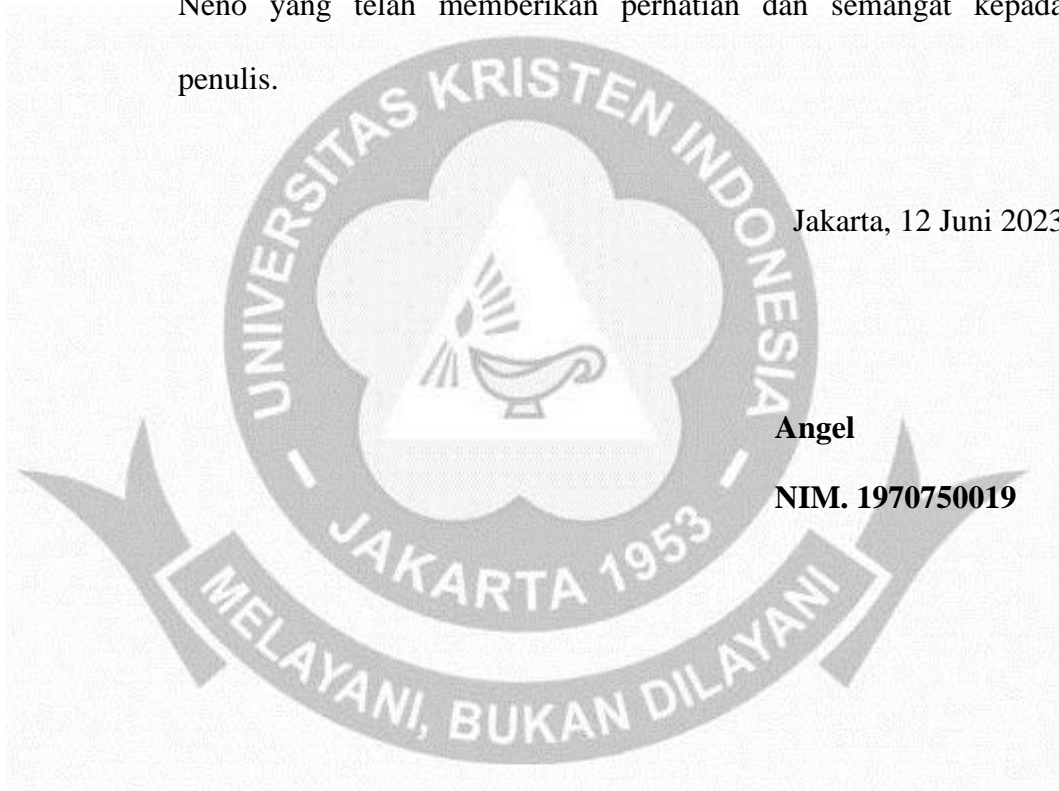 Neno yang telah memberikan perhatian dan semangat kepada
penulis.
UNIVERSITAS KRISTEN INDONESIA
Jakarta, 12 Juni 2023
Angel
NIM. 1970750019
JAKARTA 1953
MELAYANI, BUKAN DILAYANI